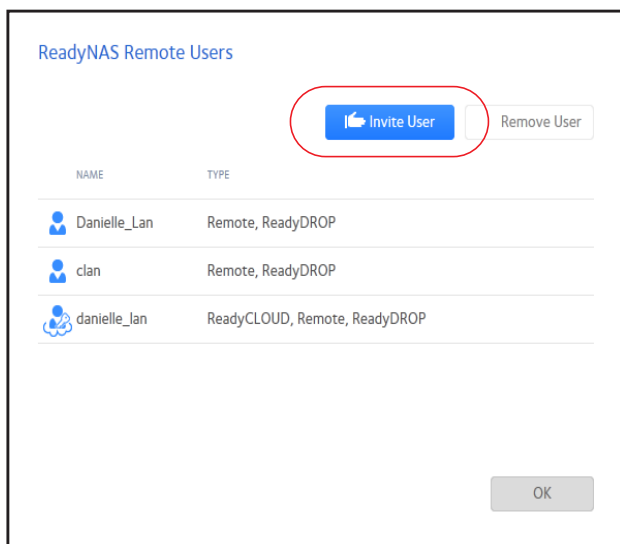 ReadyNAS Remote Users
Invite User Remove User
NAME TYPE
Danielle_Lan Remote, ReadyDROP
clan Remote, ReadyDROP
danielle_lan ReadyCLOUD, Remote, ReadyDROP
OK